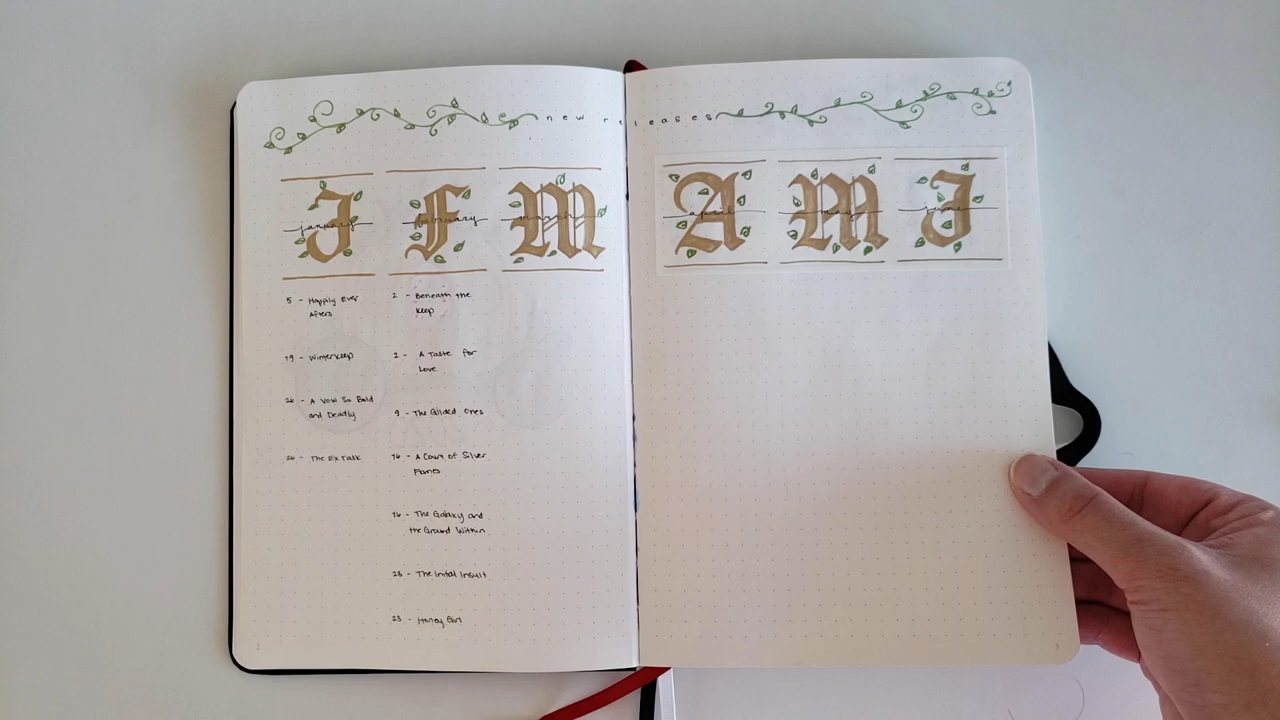 new releases
J F M A M J
january february march april may june
5 - Happily Ever
Afters
19 - Winterkeep
26 - A Vow So Bold
and Deadly
26 - The Ex Talk
2 - Beneath the
Keep
2 - A Taste for
Love
9 - The Gilded Ones
16 - A Court of Silver
Flames
16 - The Galaxy and
the Ground Within
23 - The Initial Insult
23 - Honey Girl
2
3